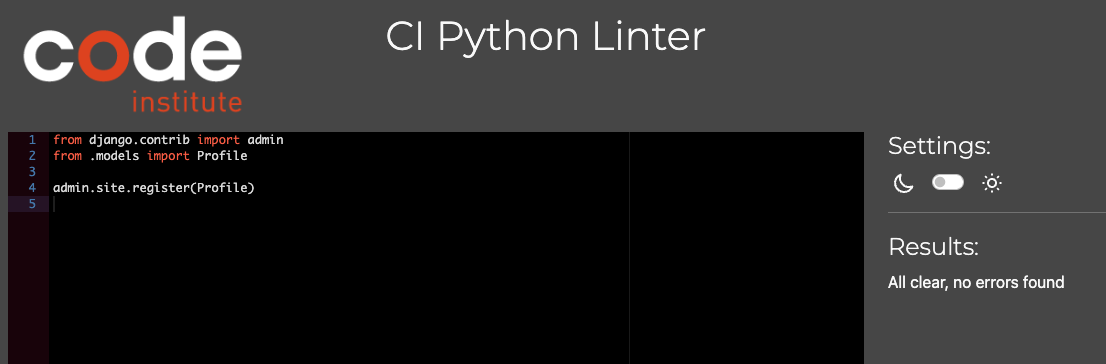 code
institute
CI Python Linter
1 from django.contrib import admin
2 from .models import Profile
3
4 admin.site.register(Profile)
5
Settings:
Results:
All clear, no errors found